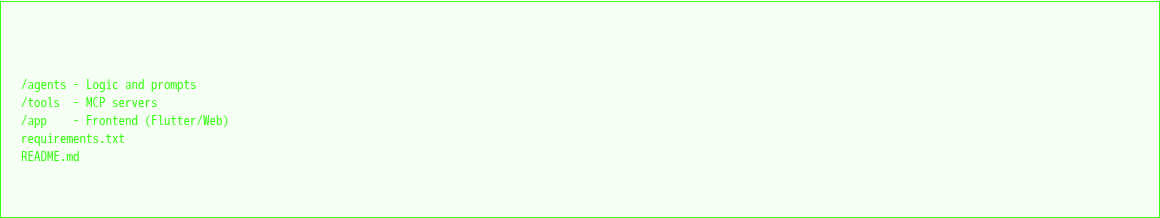 /agents - Logic and prompts
/tools  - MCP servers
/app    - Frontend (Flutter/Web)
requirements.txt
README.md